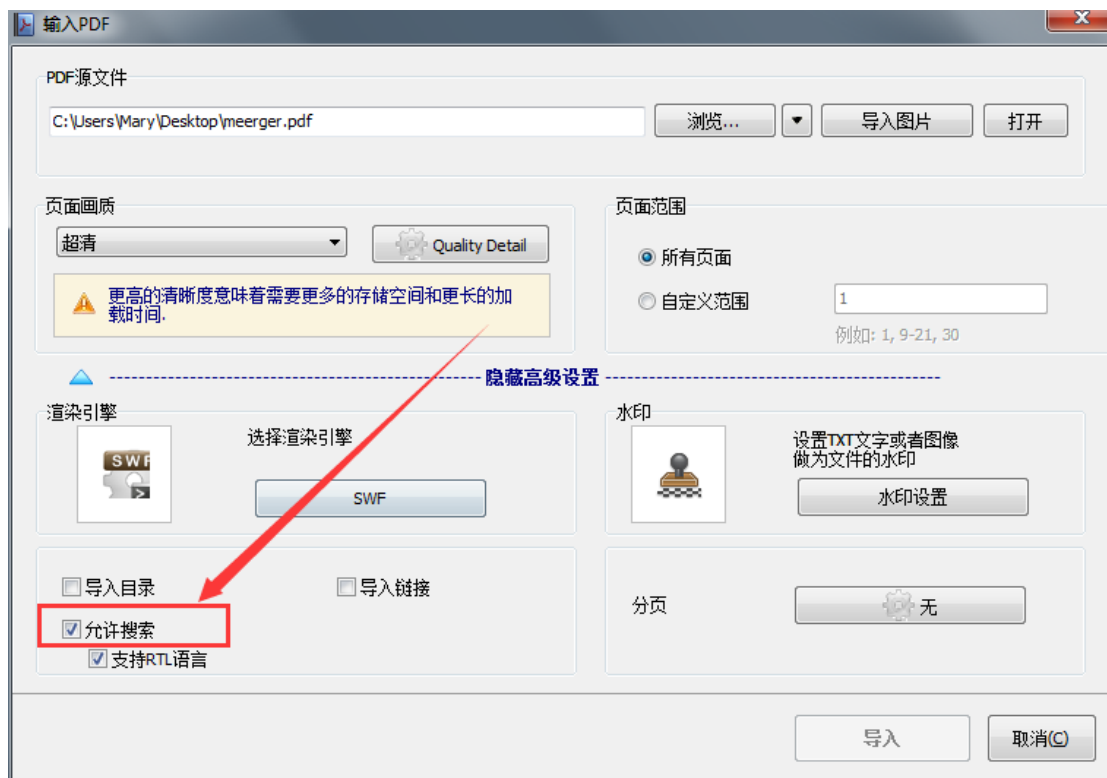 输入PDF
PDF源文件
C:\Users\Mary\Desktop\meerger.pdf
浏览...
导入图片
打开
页面画质
超清
Quality Detail
更高的清晰度意味着需要更多的存储空间和更长的加
载时间.
页面范围
所有页面
自定义范围
1
例如: 1, 9-21, 30
隐藏高级设置
渲染引擎
SWF
选择渲染引擎
SWF
水印
设置TXT文字或者图像
做为文件的水印
水印设置
导入目录
导入链接
允许搜索
支持RTL语言
分页
无
导入
取消(C)